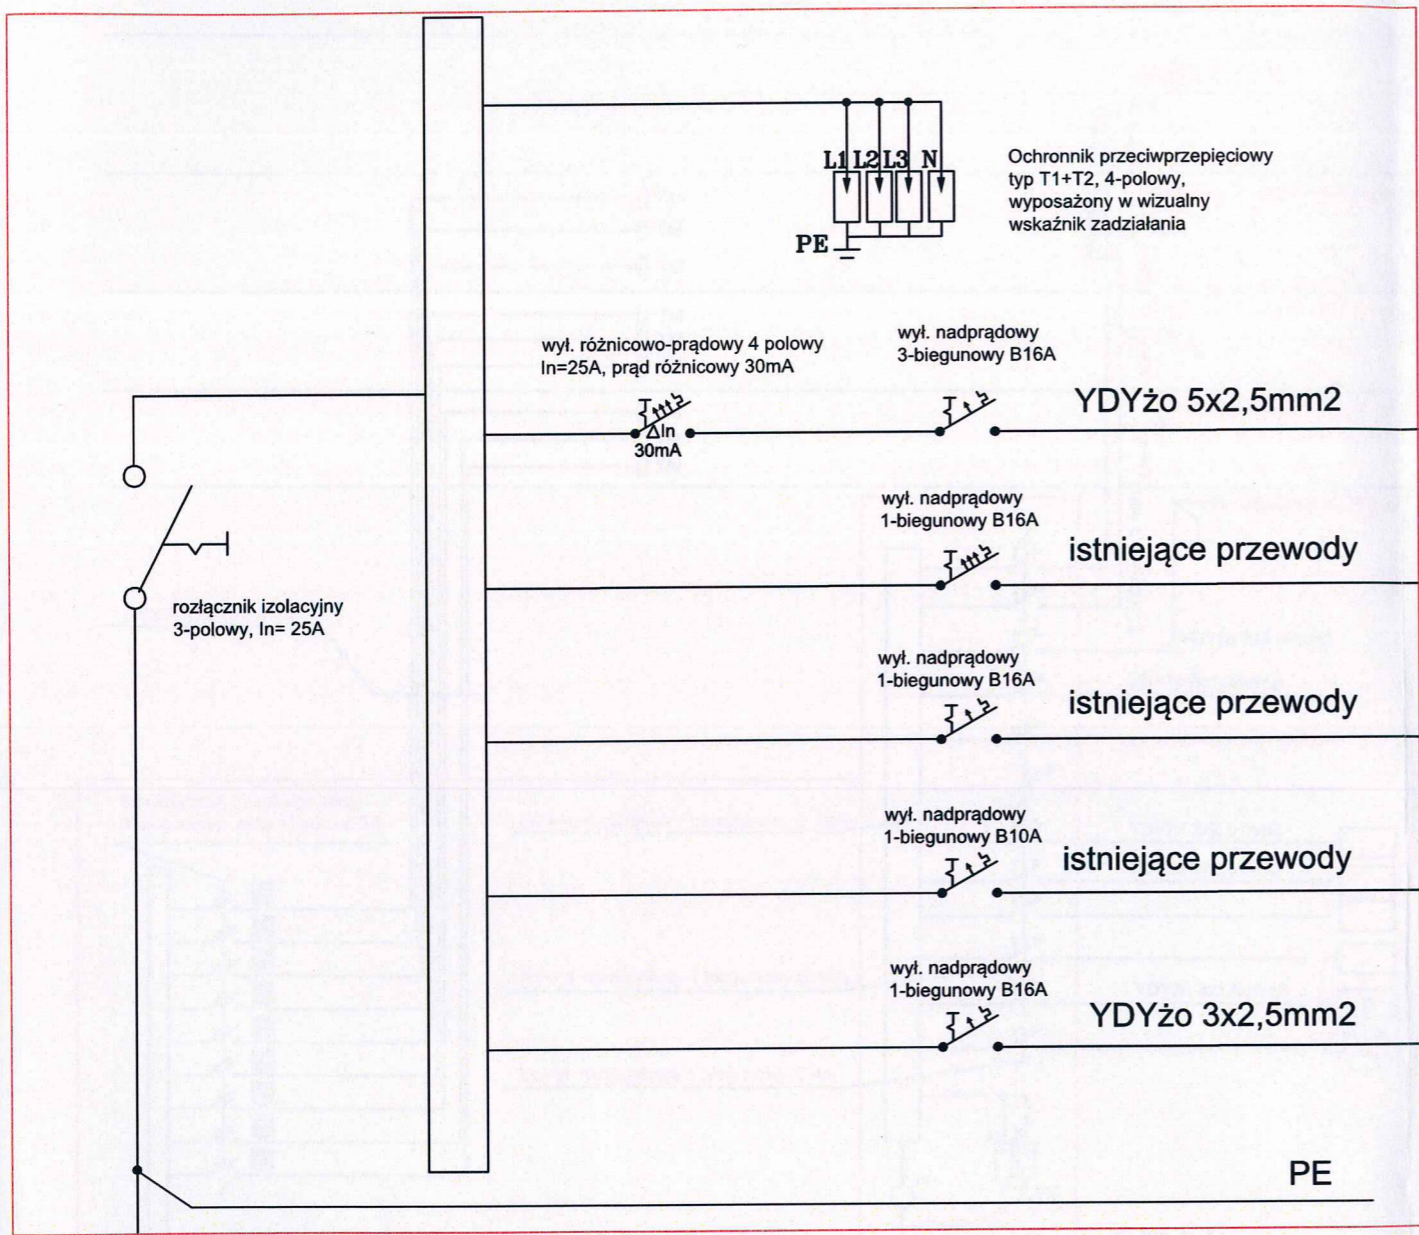 L1 L2 L3 N
PE
Ochronnik przeciwprzepięciowy
typ T1+T2, 4-polowy,
wyposażony w wizualny
wskaźnik zadziałania
wył. różnicowo-prądowy 4 polowy
In=25A, prąd różnicowy 30mA
ΔIn
30mA
wył. nadprądowy
3-biegunowy B16A
YDYżo 5x2,5mm2
wył. nadprądowy
1-biegunowy B16A
istniejące przewody
rozłącznik izolacyjny
3-polowy, In= 25A
wył. nadprądowy
1-biegunowy B16A
istniejące przewody
wył. nadprądowy
1-biegunowy B10A
istniejące przewody
wył. nadprądowy
1-biegunowy B16A
YDYżo 3x2,5mm2
PE